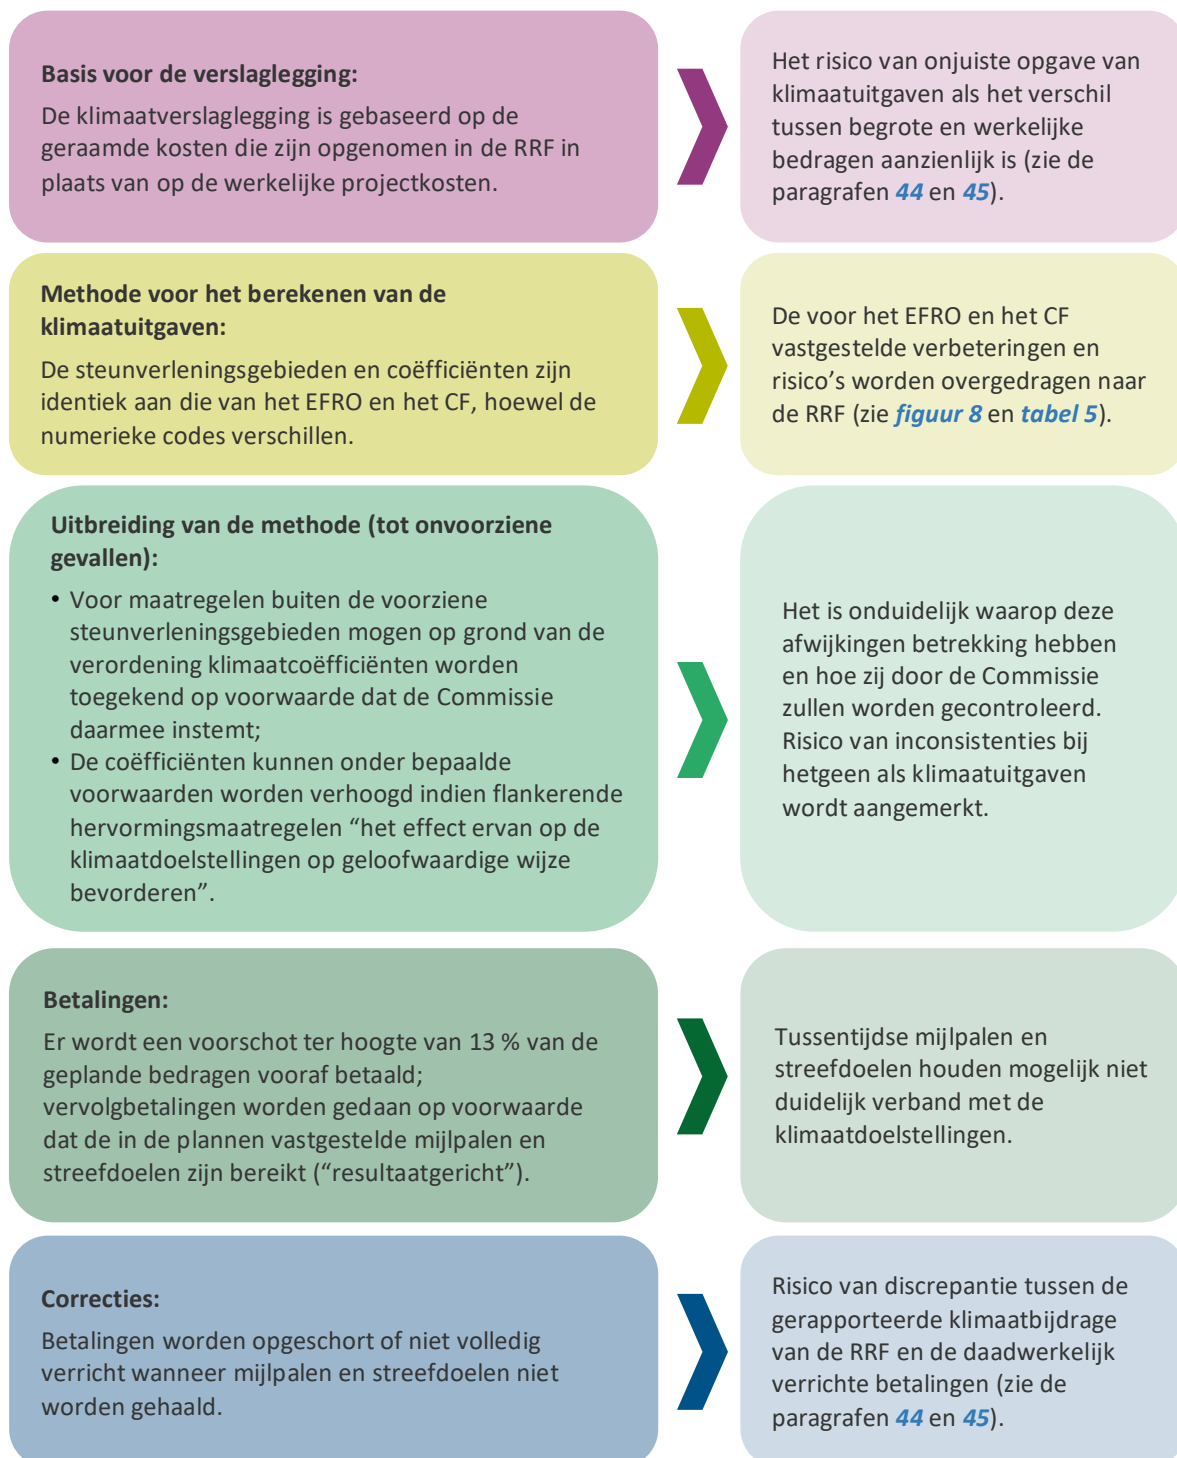 Basis voor de verslaglegging:
De klimaatverslaglegging is gebaseerd op de
geraamde kosten die zijn opgenomen in de RRF in
plaats van op de werkelijke projectkosten.
Het risico van onjuiste opgave van
klimaatuitgaven als het verschil
tussen begrote en werkelijke
bedragen aanzienlijk is (zie de
paragrafen 44 en 45).
Methode voor het berekenen van de
klimaatuitgaven:
De steunverleningsgebieden en coëfficiënten zijn
identiek aan die van het EFRO en het CF, hoewel de
numerieke codes verschillen.
De voor het EFRO en het CF
vastgestelde verbeteringen en
risico's worden overgedragen naar
de RRF (zie figuur 8 en tabel 5).
Uitbreiding van de methode (tot onvoorziene
gevallen):
• Voor maatregelen buiten de voorziene
steunverleningsgebieden mogen op grond van de
verordening klimaatcoëfficiënten worden
toegekend op voorwaarde dat de Commissie
daarmee instemt;
• De coëfficiënten kunnen onder bepaalde
voorwaarden worden verhoogd indien flankerende
hervormingsmaatregelen “het effect ervan op de
klimaatdoelstellingen op geloofwaardige wijze
bevorderen”.
Het is onduidelijk waarop deze
afwijkingen betrekking hebben
en hoe zij door de Commissie
zullen worden gecontroleerd.
Risico van inconsistenties bij
hetgeen als klimaatuitgaven
wordt aangemerkt.
Betalingen:
Er wordt een voorschot ter hoogte van 13 % van de
geplande bedragen vooraf betaald;
vervolgbetalingen worden gedaan op voorwaarde
dat de in de plannen vastgestelde mijlpalen en
streefdoelen zijn bereikt (“resultaatgericht”).
Tussentijdse mijlpalen en
streefdoelen houden mogelijk niet
duidelijk verband met de
klimaatdoelstellingen.
Correcties:
Betalingen worden opgeschort of niet volledig
verricht wanneer mijlpalen en streefdoelen niet
worden gehaald.
Risico van discrepantie tussen de
gerapporteerde klimaatbijdrage
van de RRF en de daadwerkelijk
verrichte betalingen (zie de
paragrafen 44 en 45).